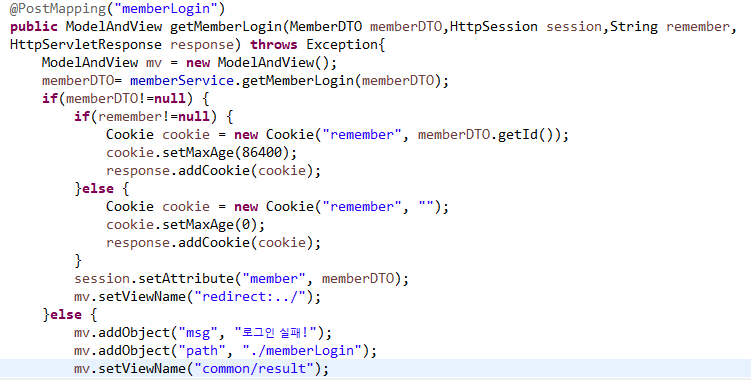 @PostMapping("memberLogin")
public ModelAndView getMemberLogin(MemberDTO memberDTO,HttpSession session,String remember,
HttpServletResponse response) throws Exception{
    ModelAndView mv = new ModelAndView();
    memberDTO= memberService.getMemberLogin(memberDTO);
    if(memberDTO!=null) {
        if(remember!=null) {
            Cookie cookie = new Cookie("remember", memberDTO.getId());
            cookie.setMaxAge(86400);
            response.addCookie(cookie);
        }else {
            Cookie cookie = new Cookie("remember", "");
            cookie.setMaxAge(0);
            response.addCookie(cookie);
        }
        session.setAttribute("member", memberDTO);
        mv.setViewName("redirect:../");
    }else {
        mv.addObject("msg", "로그인 실패!");
        mv.addObject("path", "./memberLogin");
        mv.setViewName("common/result");